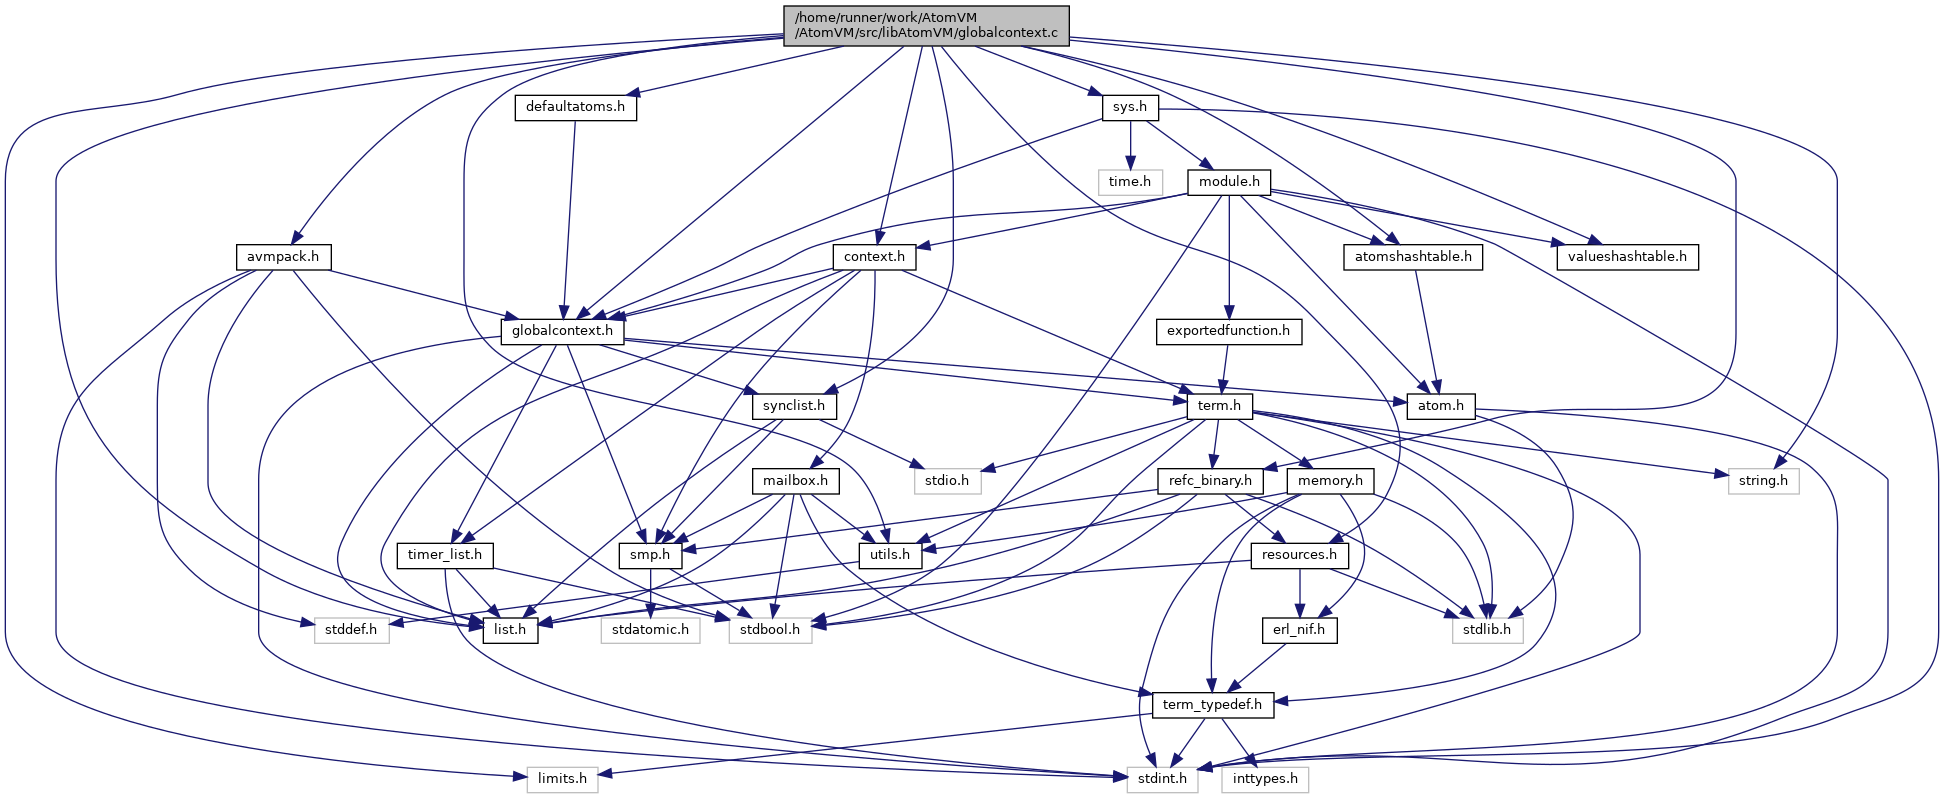 /home/runner/work/AtomVM
/AtomVM/src/libAtomVM/globalcontext.c
defaultatoms.h
sys.h
time.h
module.h
avmpack.h
context.h
atomshashtable.h
valueshashtable.h
globalcontext.h
exportedfunction.h
synclist.h
term.h
atom.h
mailbox.h
stdio.h
refc_binary.h
memory.h
string.h
timer_list.h
smp.h
utils.h
resources.h
stddef.h
list.h
stdatomic.h
stdbool.h
erl_nif.h
stdlib.h
term_typedef.h
limits.h
stdint.h
inttypes.h